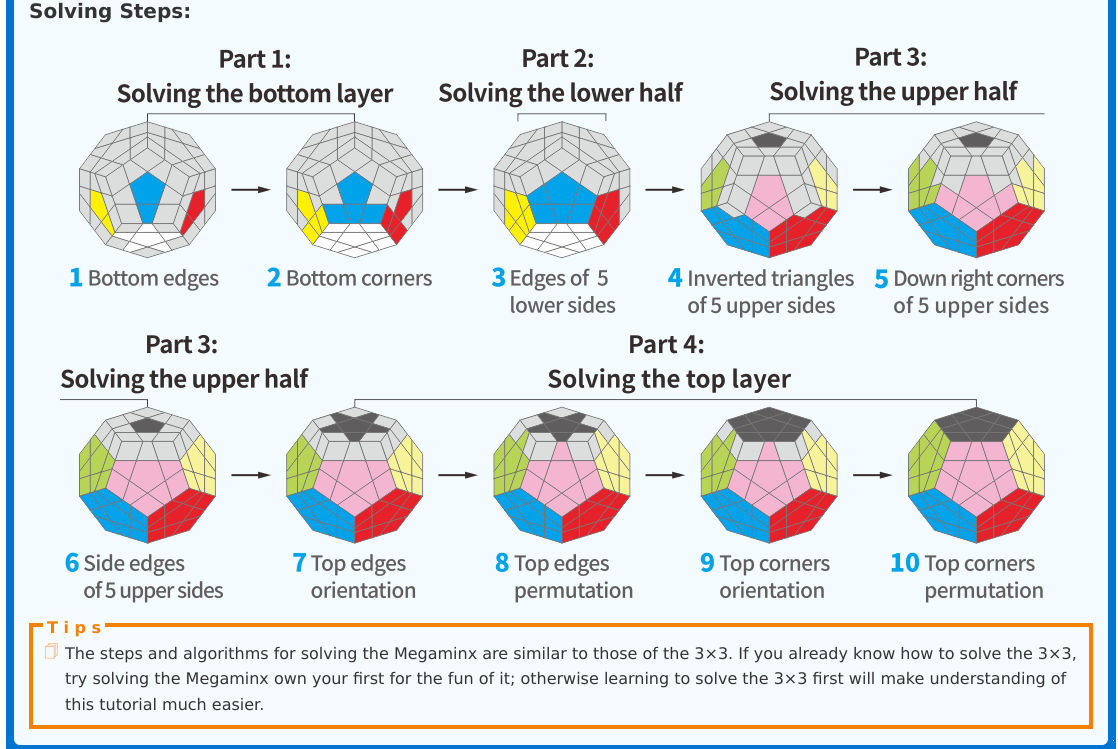 Solving Steps:
Part 1:
Solving the bottom layer
Part 2:
Solving the lower half
Part 3:
Solving the upper half
1 Bottom edges
2 Bottom corners
3 Edges of 5
lower sides
4 Inverted triangles
of 5 upper sides
5 Down right corners
of 5 upper sides
Part 3:
Solving the upper half
Part 4:
Solving the top layer
6 Side edges
of 5 upper sides
7 Top edges
orientation
8 Top edges
permutation
9 Top corners
orientation
10 Top corners
permutation
Tips
The steps and algorithms for solving the Megaminx are similar to those of the 3×3. If you already know how to solve the 3×3,
try solving the Megaminx own your first for the fun of it; otherwise learning to solve the 3×3 first will make understanding of
this tutorial much easier.